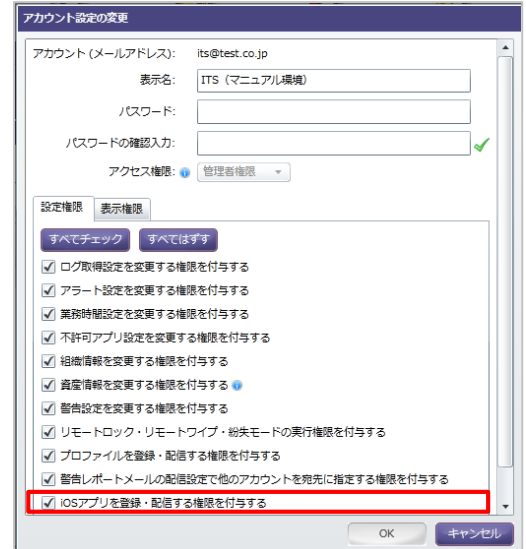 アカウント設定の変更
アカウント(メールアドレス): its@test.co.jp
表示名: ITS（マニュアル環境）
パスワード:
パスワードの確認入力:
アクセス権限: 管理者権限
設定権限 表示権限
すべてチェック すべてはずす
ログ取得設定を変更する権限を付与する
アラート設定を変更する権限を付与する
業務時間設定を変更する権限を付与する
不許可アプリ設定を変更する権限を付与する
組織情報を変更する権限を付与する
資産情報を変更する権限を付与する
警告設定を変更する権限を付与する
リモートロック・リモートワイプ・紛失モードの実行権限を付与する
プロファイルを登録・配信する権限を付与する
警告レポートメールの配信設定で他のアカウントを宛先に指定する権限を付与する
iOSアプリを登録・配信する権限を付与する
OK キャンセル